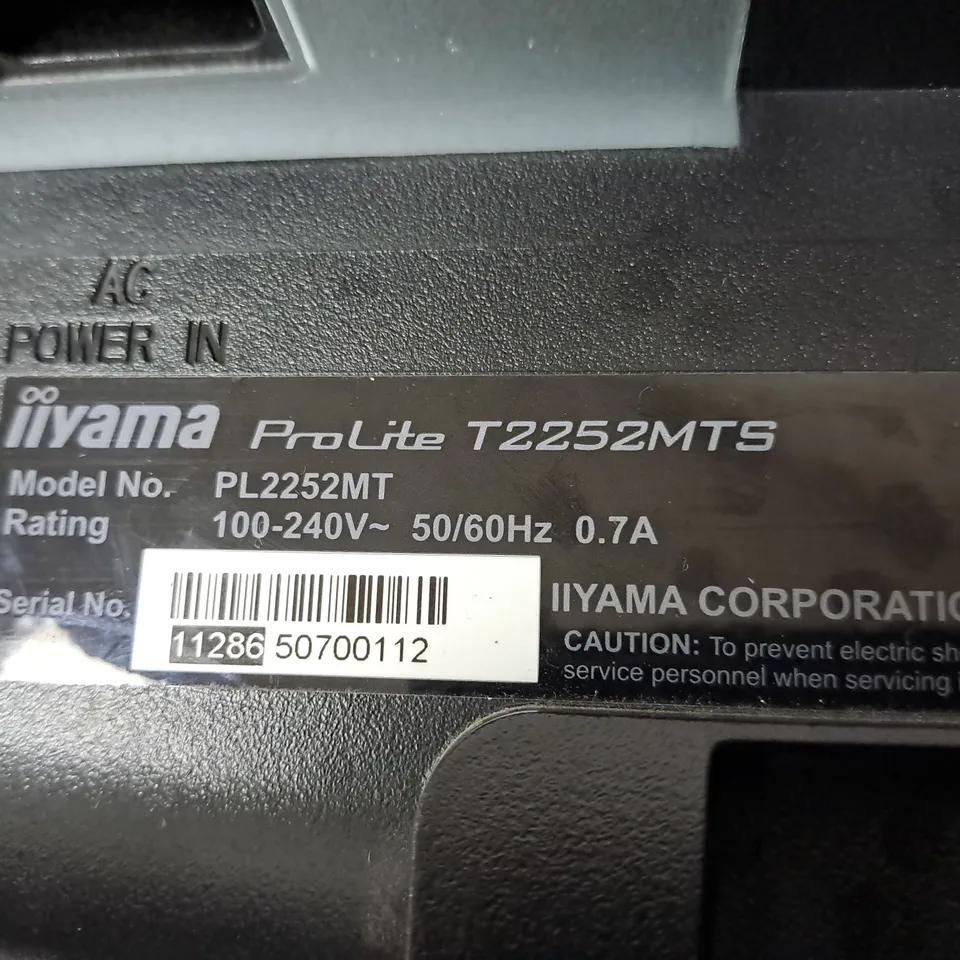 AC
POWER IN
iiyama ProLite T2252MTS
Model No. PL2252MT
Rating 100-240V~ 50/60Hz 0.7A
Serial No.
11286 50700112
IIYAMA CORPORATIO
CAUTION: To prevent electric sh
service personnel when servicing